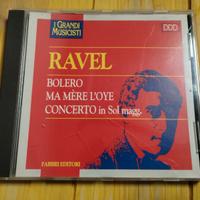 I GRANDI
MUSICISTI
DDD
RAVEL
BOLERO
MA MÈRE L'OYE
CONCERTO in Sol magg.
FABBRI EDITORI